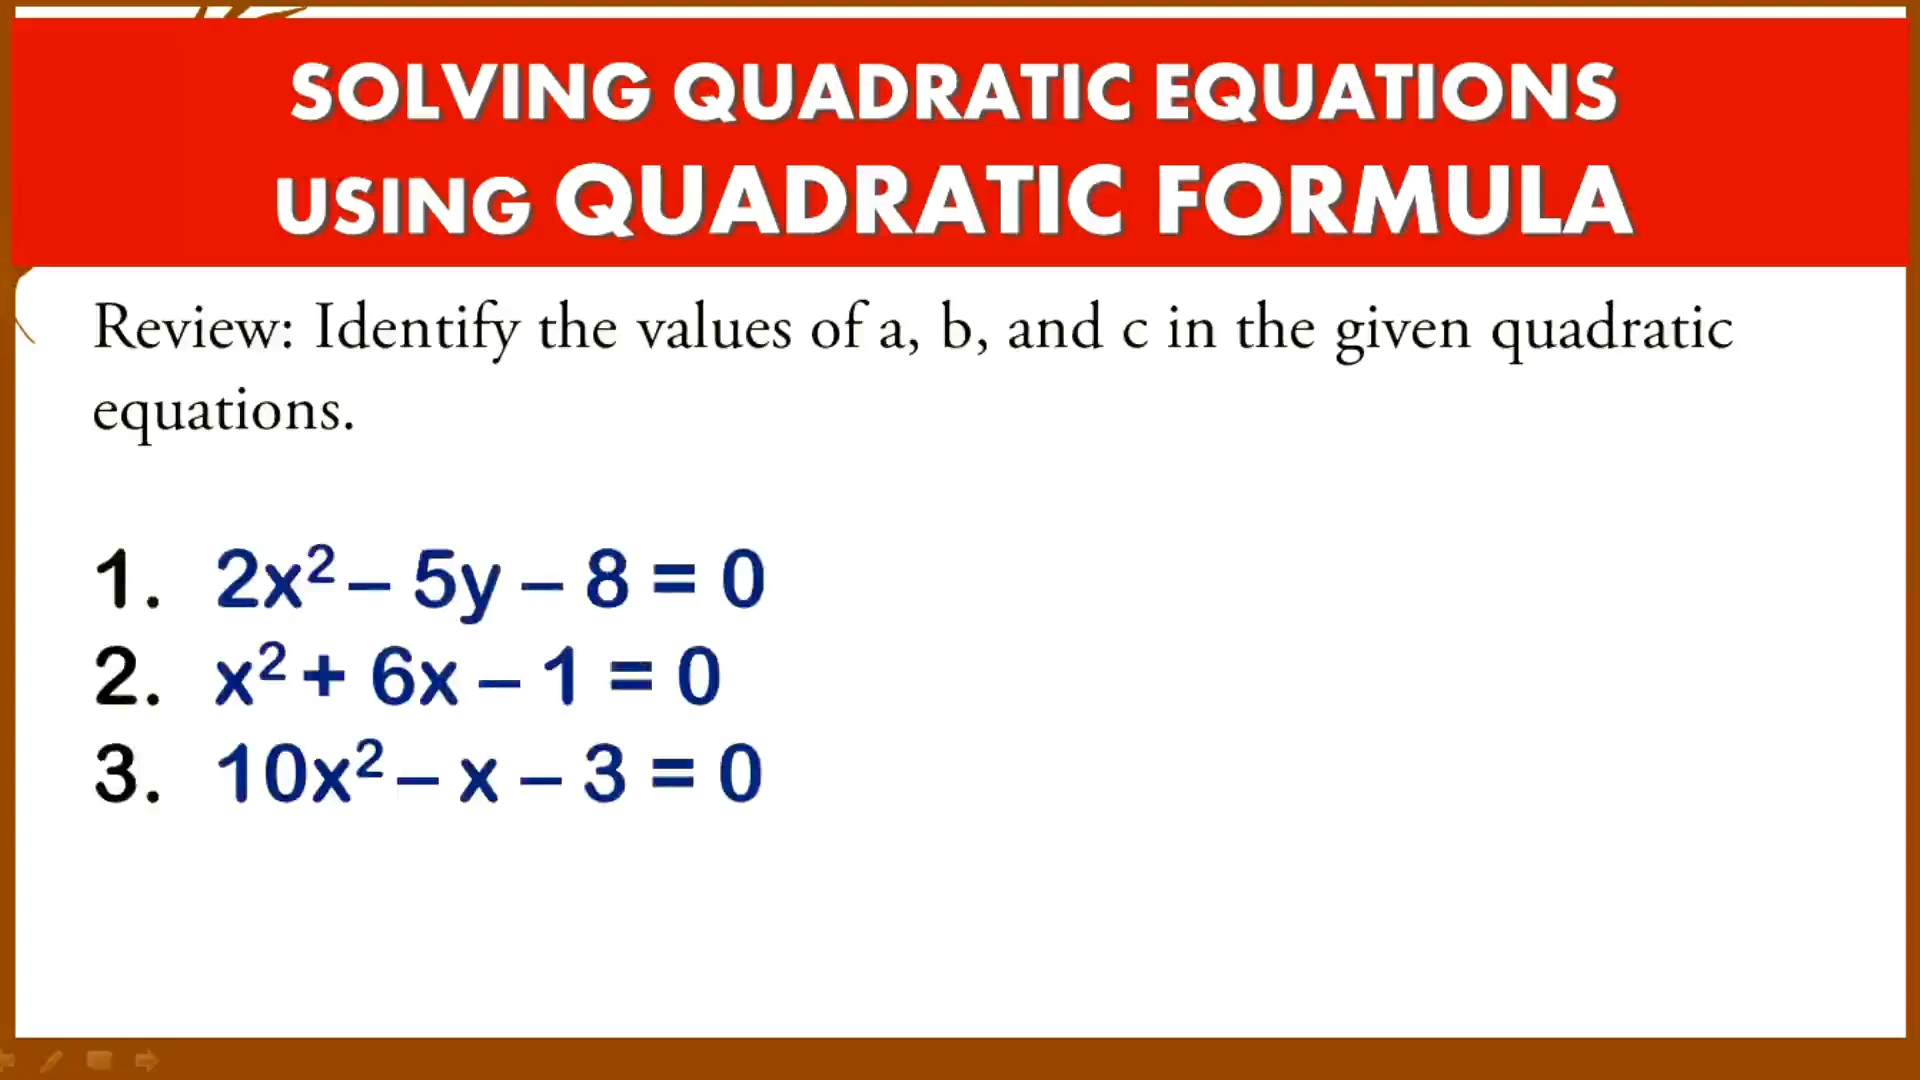 SOLVING QUADRATIC EQUATIONS
USING QUADRATIC FORMULA
Review: Identify the values of a, b, and c in the given quadratic
equations.
1. 2x² – 5y – 8 = 0
2. x² + 6x – 1 = 0
3. 10x² – x – 3 = 0